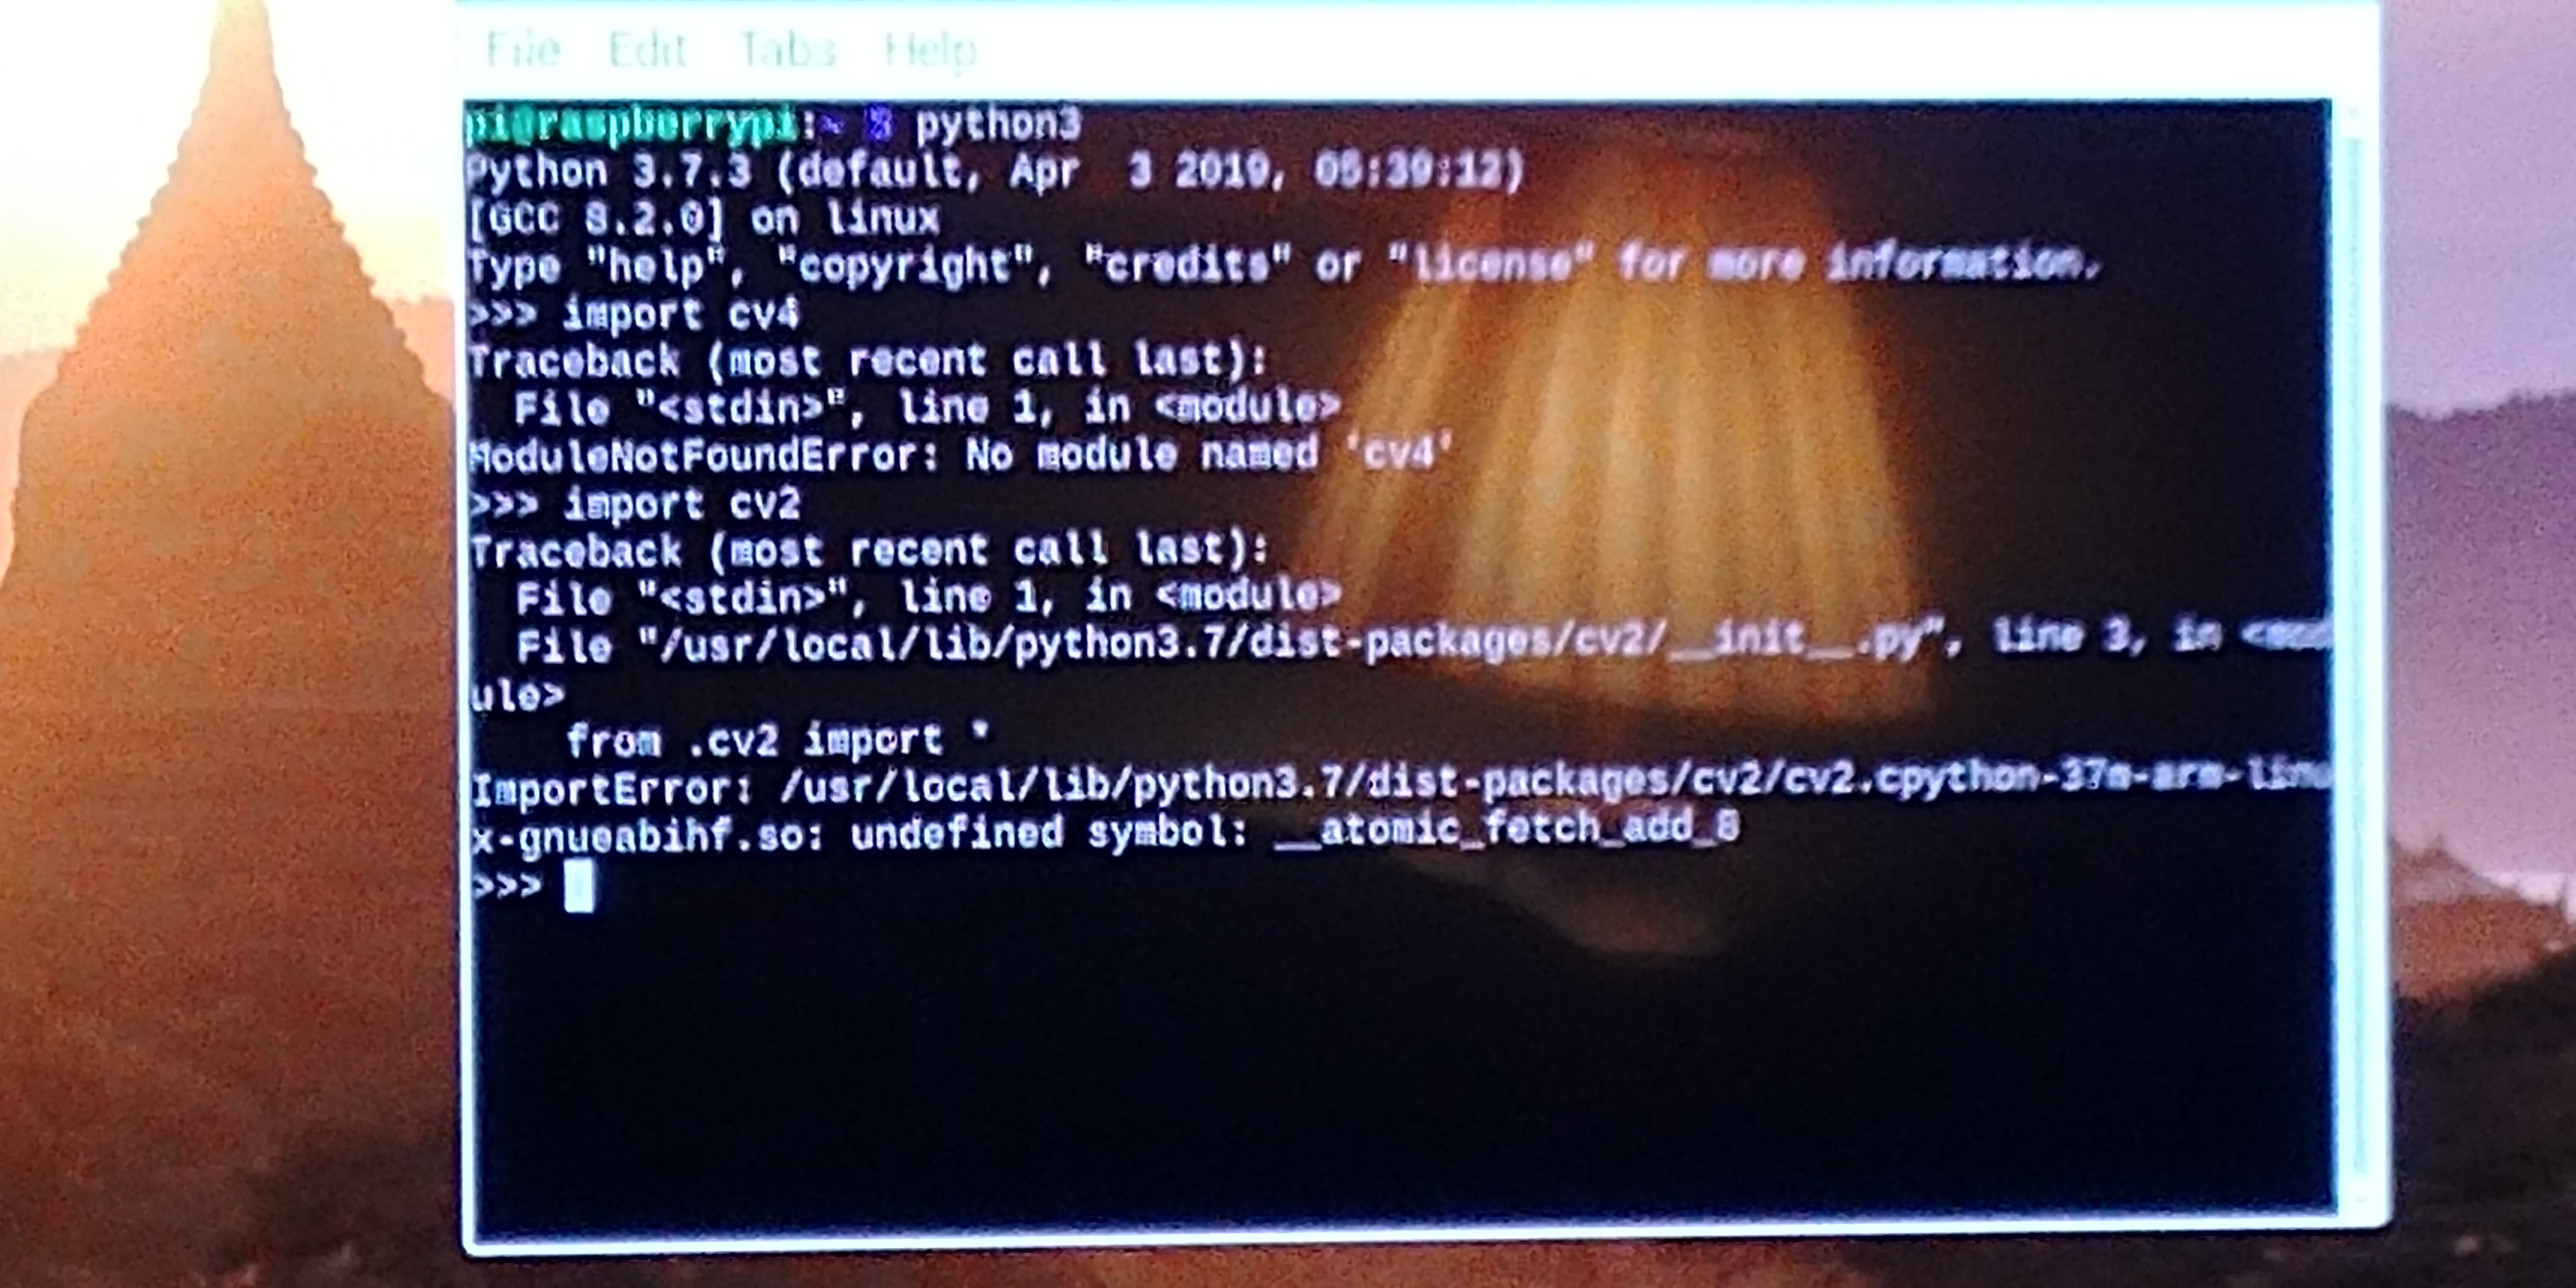 File Edit Tabs Help
pi@raspberrypi:~ $ python3
Python 3.7.3 (default, Apr  3 2019, 05:39:12)
[GCC 8.2.0] on linux
Type "help", "copyright", "credits" or "license" for more information.
>>> import cv4
Traceback (most recent call last):
  File "<stdin>", line 1, in <module>
ModuleNotFoundError: No module named 'cv4'
>>> import cv2
Traceback (most recent call last):
  File "<stdin>", line 1, in <module>
  File "/usr/local/lib/python3.7/dist-packages/cv2/__init__.py", line 3, in <mod
ule>
    from .cv2 import *
ImportError: /usr/local/lib/python3.7/dist-packages/cv2/cv2.cpython-37m-arm-linu
x-gnueabihf.so: undefined symbol: __atomic_fetch_add_8
>>>